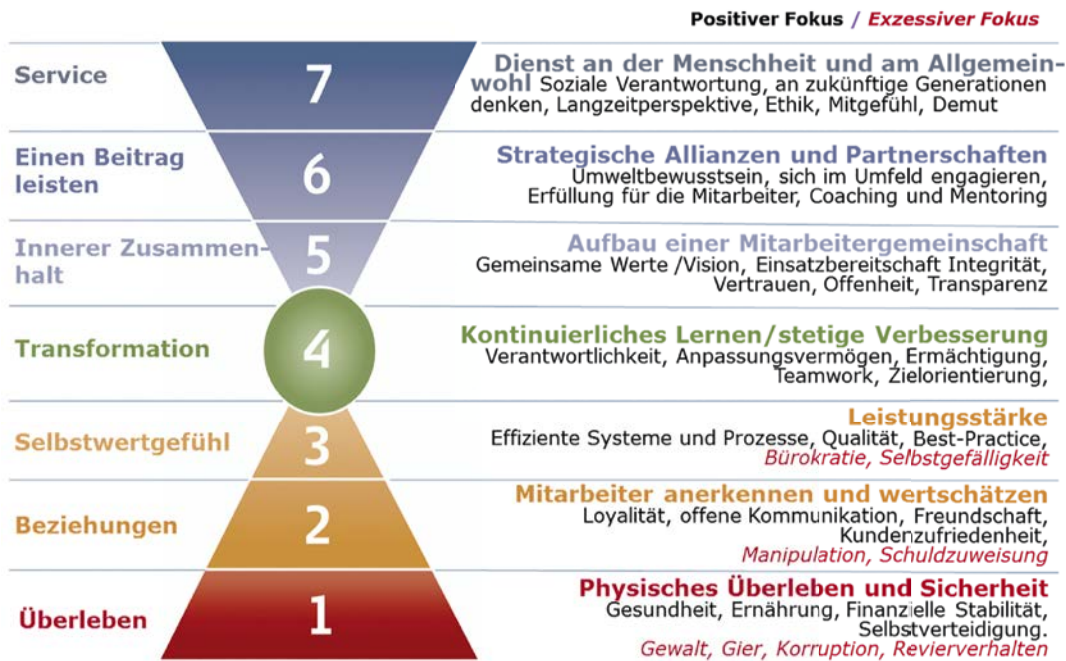 Positiver Fokus / Exzessiver Fokus
Service
7
Dienst an der Menschheit und am Allgemein-
wohl Soziale Verantwortung, an zukünftige Generationen
denken, Langzeitperspektive, Ethik, Mitgefühl, Demut
Einen Beitrag
leisten
6
Strategische Allianzen und Partnerschaften
Umweltbewusstsein, sich im Umfeld engagieren,
Erfüllung für die Mitarbeiter, Coaching und Mentoring
Innerer Zusammen-
halt
5
Aufbau einer Mitarbeitergemeinschaft
Gemeinsame Werte /Vision, Einsatzbereitschaft Integrität,
Vertrauen, Offenheit, Transparenz
Transformation
4
Kontinuierliches Lernen/stetige Verbesserung
Verantwortlichkeit, Anpassungsvermögen, Ermächtigung,
Teamwork, Zielorientierung,
Selbstwertgefühl
3
Leistungsstärke
Effiziente Systeme und Prozesse, Qualität, Best-Practice,
Bürokratie, Selbstgefälligkeit
Beziehungen
2
Mitarbeiter anerkennen und wertschätzen
Loyalität, offene Kommunikation, Freundschaft,
Kundenzufriedenheit,
Manipulation, Schuldzuweisung
Überleben
1
Physisches Überleben und Sicherheit
Gesundheit, Ernährung, Finanzielle Stabilität,
Selbstverteidigung.
Gewalt, Gier, Korruption, Revierverhalten